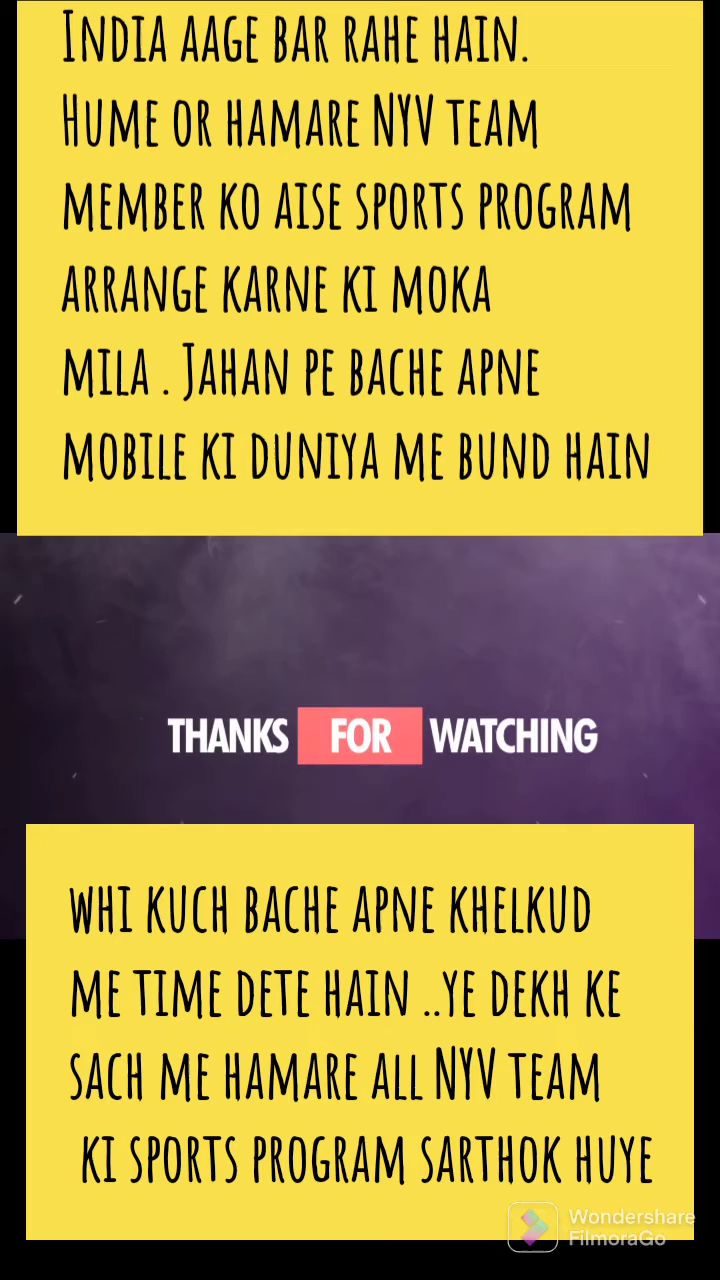 INDIA AAGE BAR RAHE HAIN.
HUME OR HAMARE NYV TEAM
MEMBER KO AISE SPORTS PROGRAM
ARRANGE KARNE KI MOKA
MILA . JAHAN PE BACHE APNE
MOBILE KI DUNIYA ME BUND HAIN
THANKS FOR WATCHING
WHI KUCH BACHE APNE KHELKUD
ME TIME DETE HAIN ..YE DEKH KE
SACH ME HAMARE ALL NYV TEAM
KI SPORTS PROGRAM SARTHOK HUYE
Wondershare
FilmoraGo